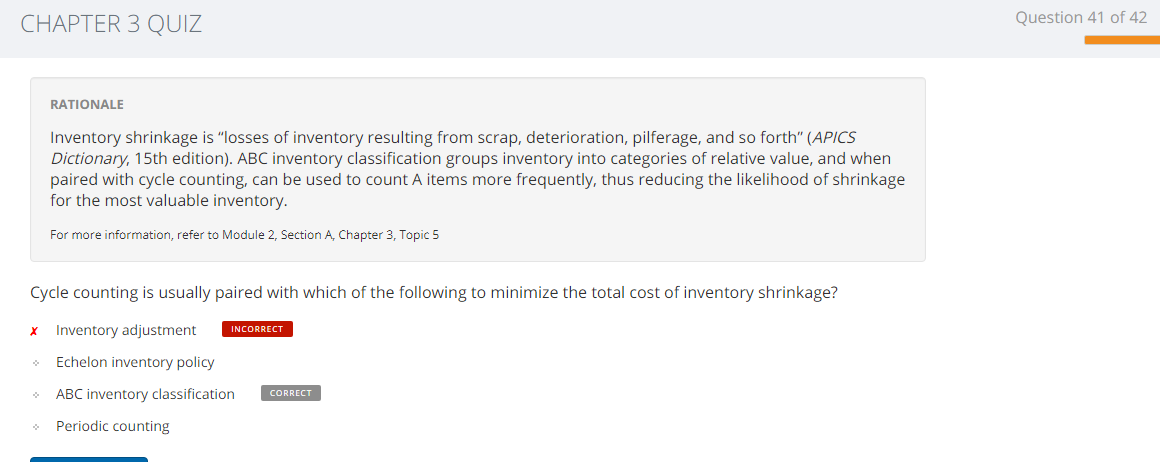 CHAPTER 3 QUIZ
Question 41 of 42
RATIONALE
Inventory shrinkage is “losses of inventory resulting from scrap, deterioration, pilferage, and so forth” (APICS
Dictionary, 15th edition). ABC inventory classification groups inventory into categories of relative value, and when
paired with cycle counting, can be used to count A items more frequently, thus reducing the likelihood of shrinkage
for the most valuable inventory.
For more information, refer to Module 2, Section A, Chapter 3, Topic 5
Cycle counting is usually paired with which of the following to minimize the total cost of inventory shrinkage?
✗ Inventory adjustment INCORRECT
Echelon inventory policy
ABC inventory classification CORRECT
Periodic counting